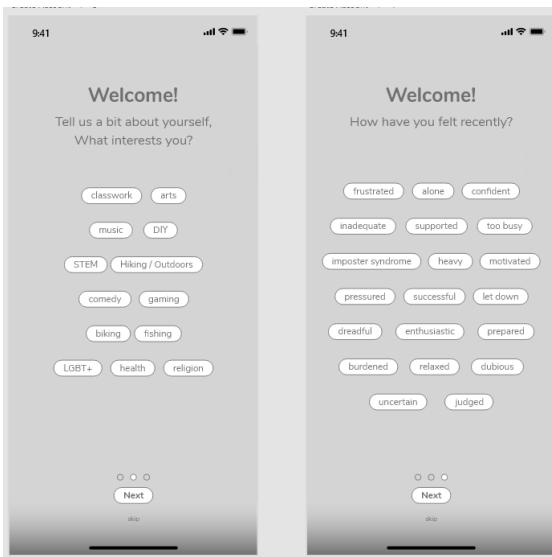 9:41
Welcome!
Tell us a bit about yourself,
What interests you?
classwork arts
music DIY
STEM Hiking / Outdoors
comedy gaming
biking fishing
LGBT+ health religion
Next
skip
9:41
Welcome!
How have you felt recently?
frustrated alone confident
inadequate supported too busy
imposter syndrome heavy motivated
pressured successful let down
dreadful enthusiastic prepared
burdened relaxed dubious
uncertain judged
Next
skip